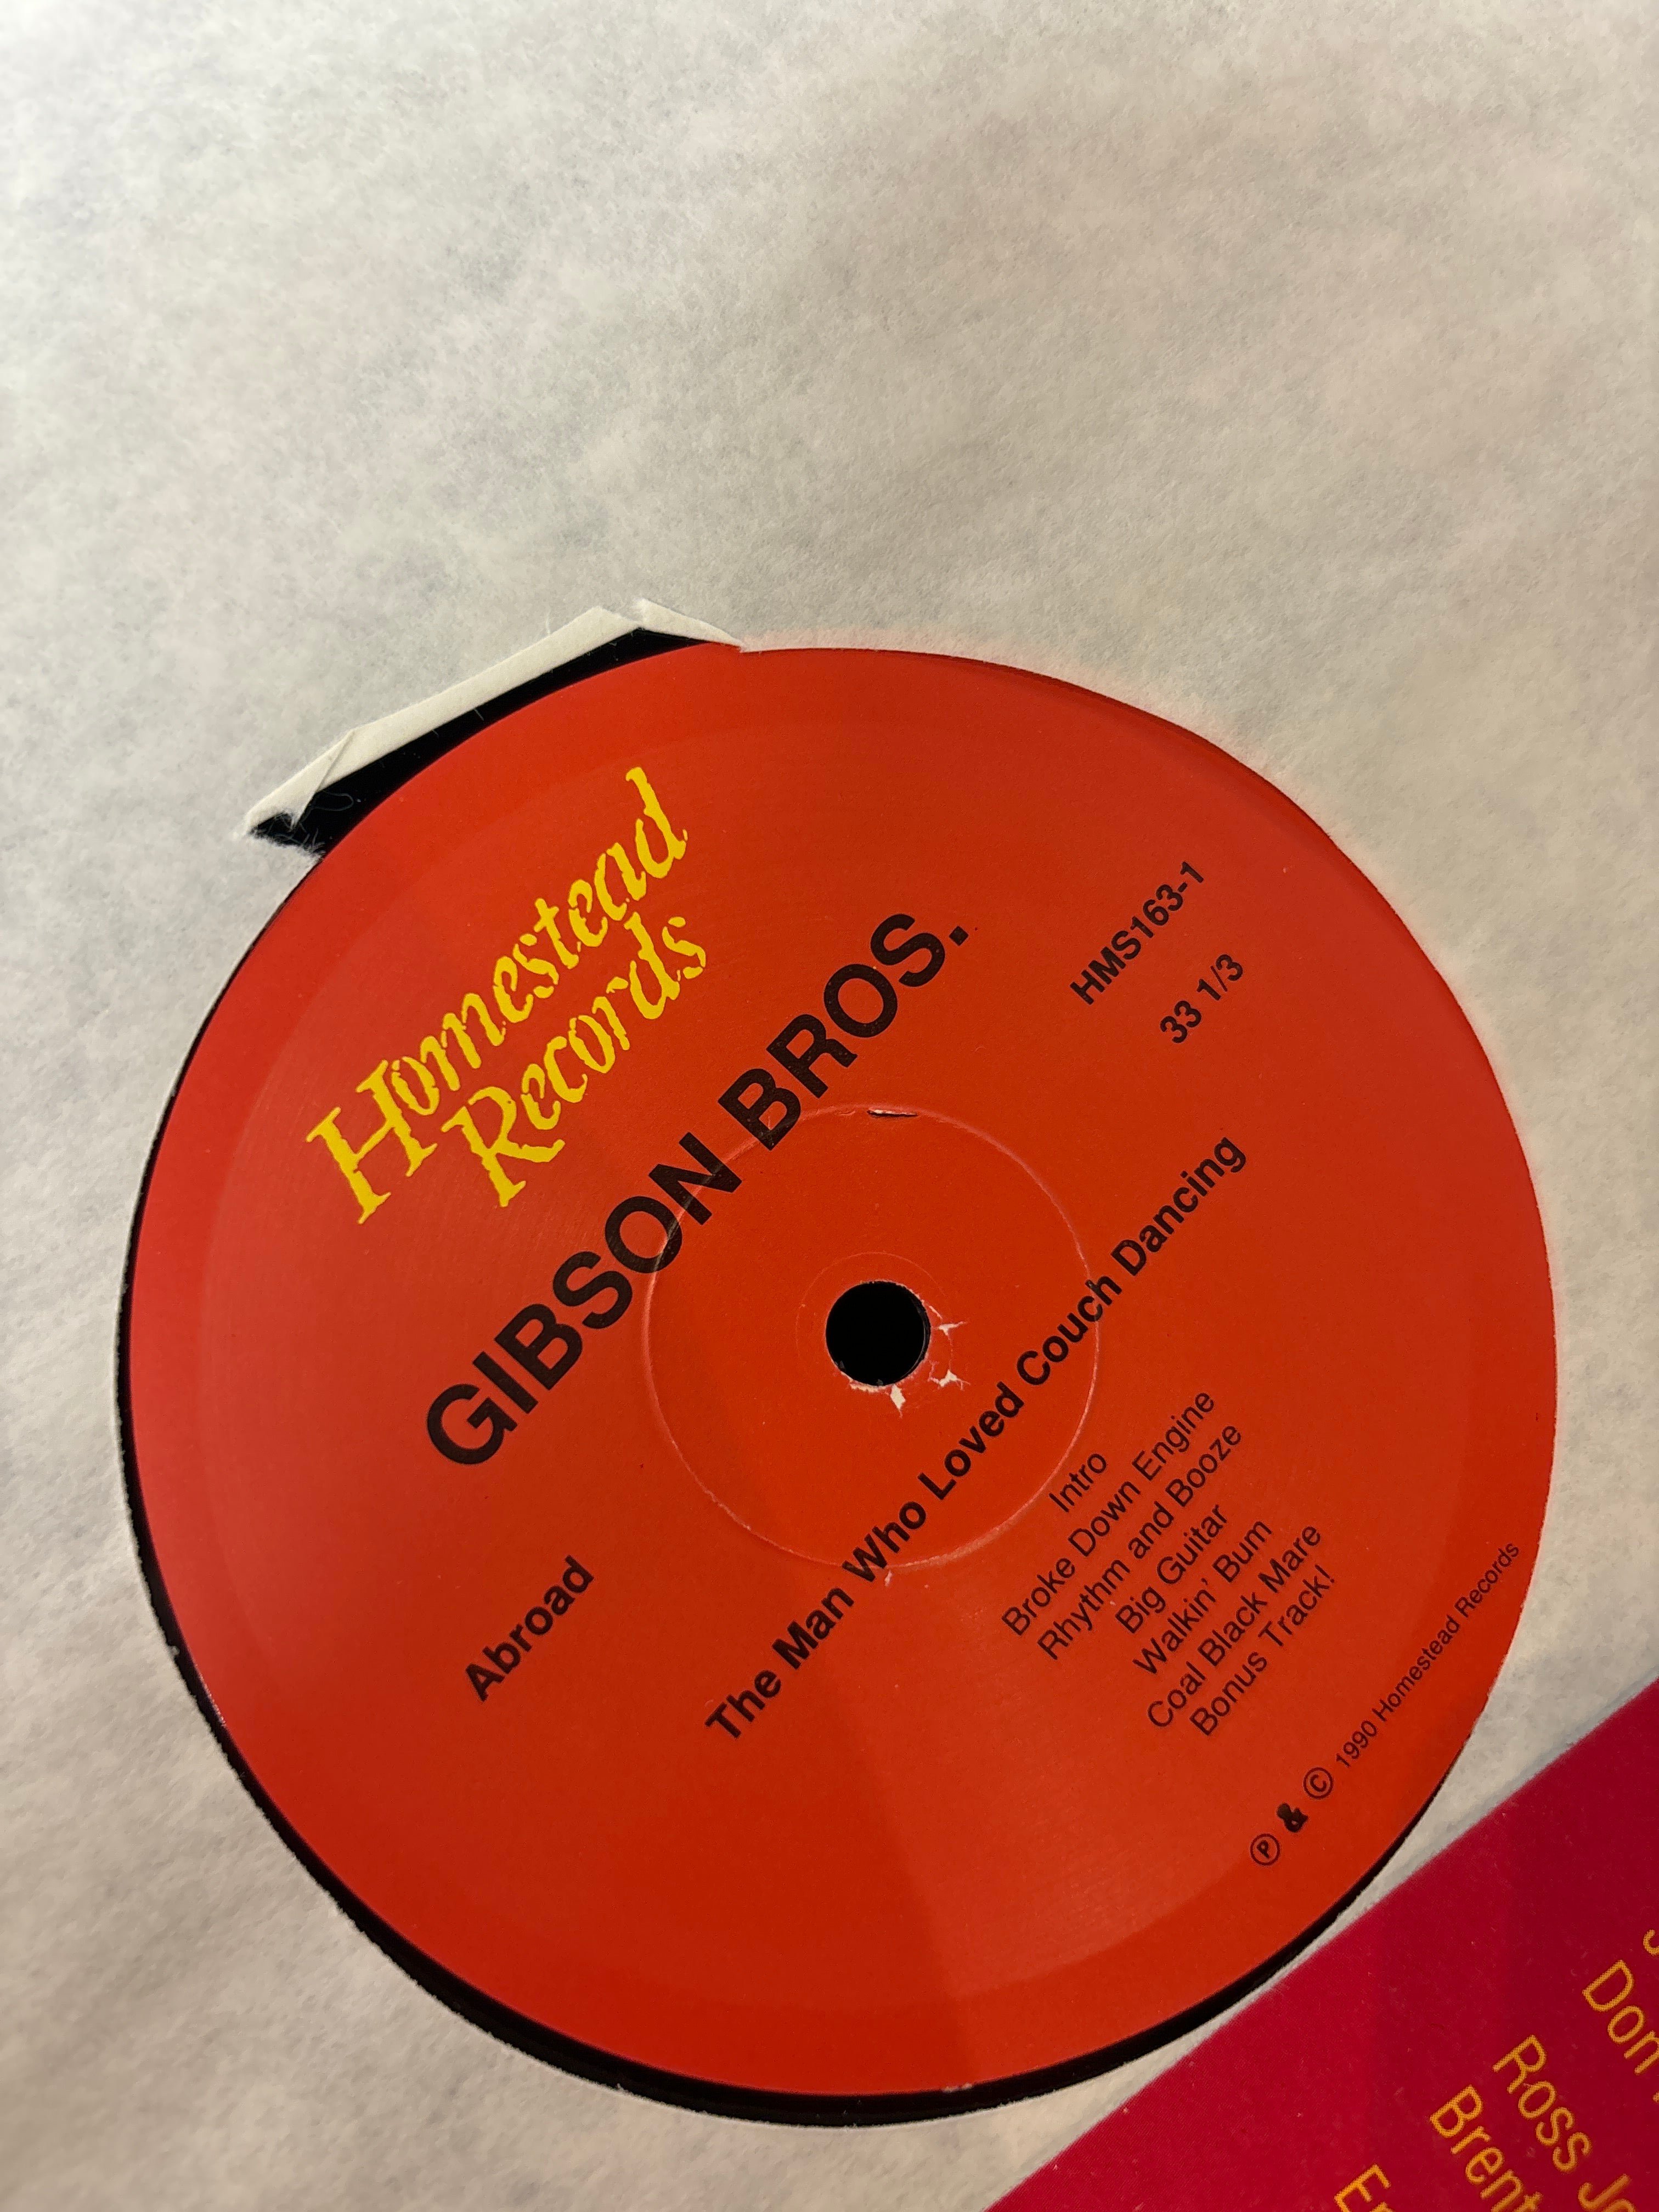 Homestead
Records
GIBSON BROS.
HMS163-1
33 1/3
Abroad
The Man Who Loved Couch Dancing
Intro
Broke Down Engine
Rhythm and Booze
Big Guitar
Walkin' Bum
Coal Black Mare
Bonus Track!
Ⓟ & © 1990 Homestead Records
Don
Ross
Brent